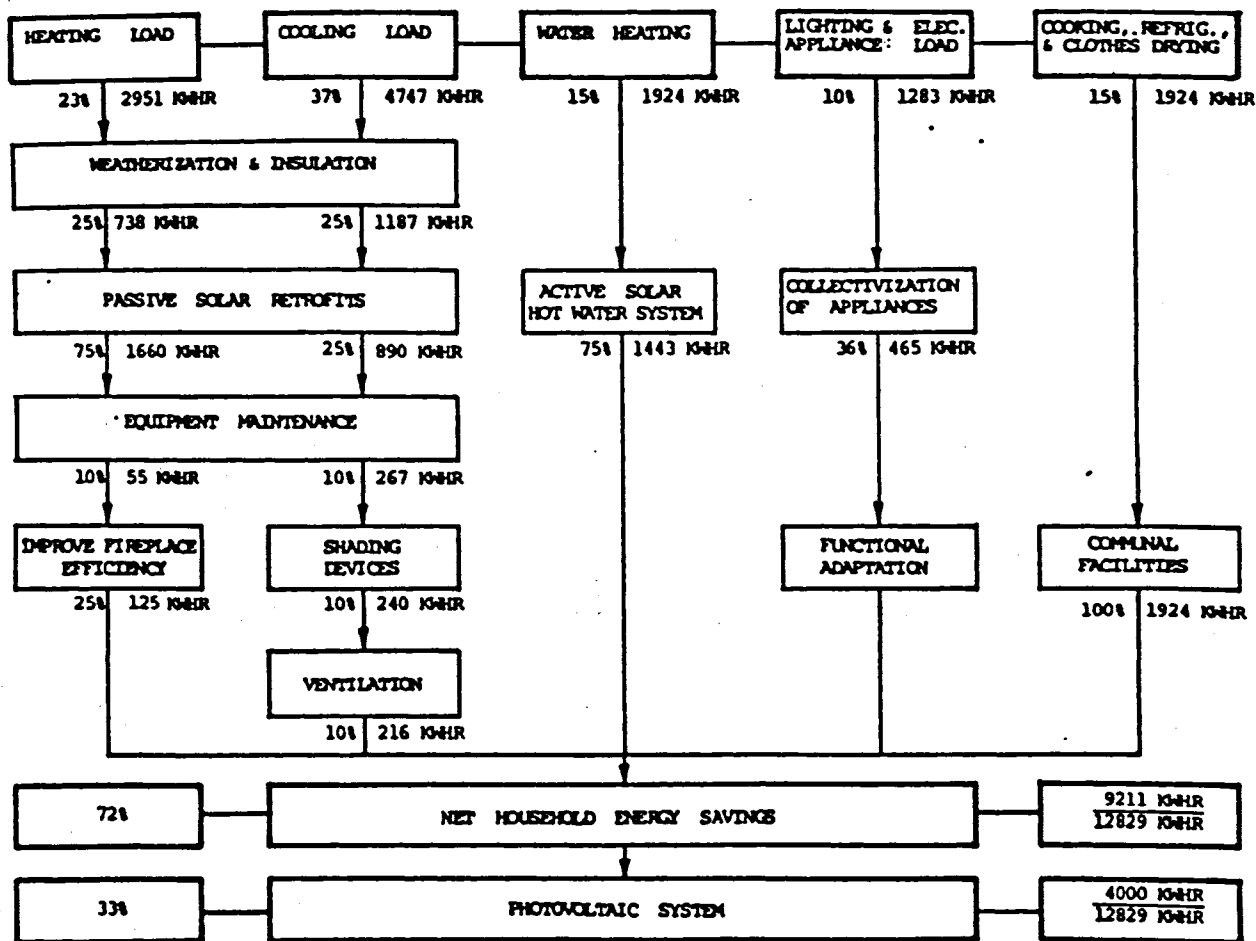 HEATING LOAD
COOLING LOAD
WATER HEATING
LIGHTING & ELEC.
APPLIANCE: LOAD
COOKING, REFRIG.,
& CLOTHES DRYING
23% 2951 KWHR
37% 4747 KWHR
15% 1924 KWHR
10% 1283 KWHR
15% 1924 KWHR
WEATHERIZATION & INSULATION
25% 738 KWHR
25% 1187 KWHR
PASSIVE SOLAR RETROFITS
ACTIVE SOLAR
HOT WATER SYSTEM
COLLECTIVIZATION
OF APPLIANCES
75% 1660 KWHR
25% 890 KWHR
75% 1443 KWHR
36% 465 KWHR
EQUIPMENT MAINTENANCE
10% 55 KWHR
10% 267 KWHR
IMPROVE FIREPLACE
EFFICIENCY
SHADING
DEVICES
FUNCTIONAL
ADAPTATION
COMMUNAL
FACILITIES
25% 125 KWHR
10% 240 KWHR
100% 1924 KWHR
VENTILATION
10% 216 KWHR
72%
NET HOUSEHOLD ENERGY SAVINGS
9211 KWHR
12829 KWHR
33%
PHOTOVOLTAIC SYSTEM
4000 KWHR
12829 KWHR